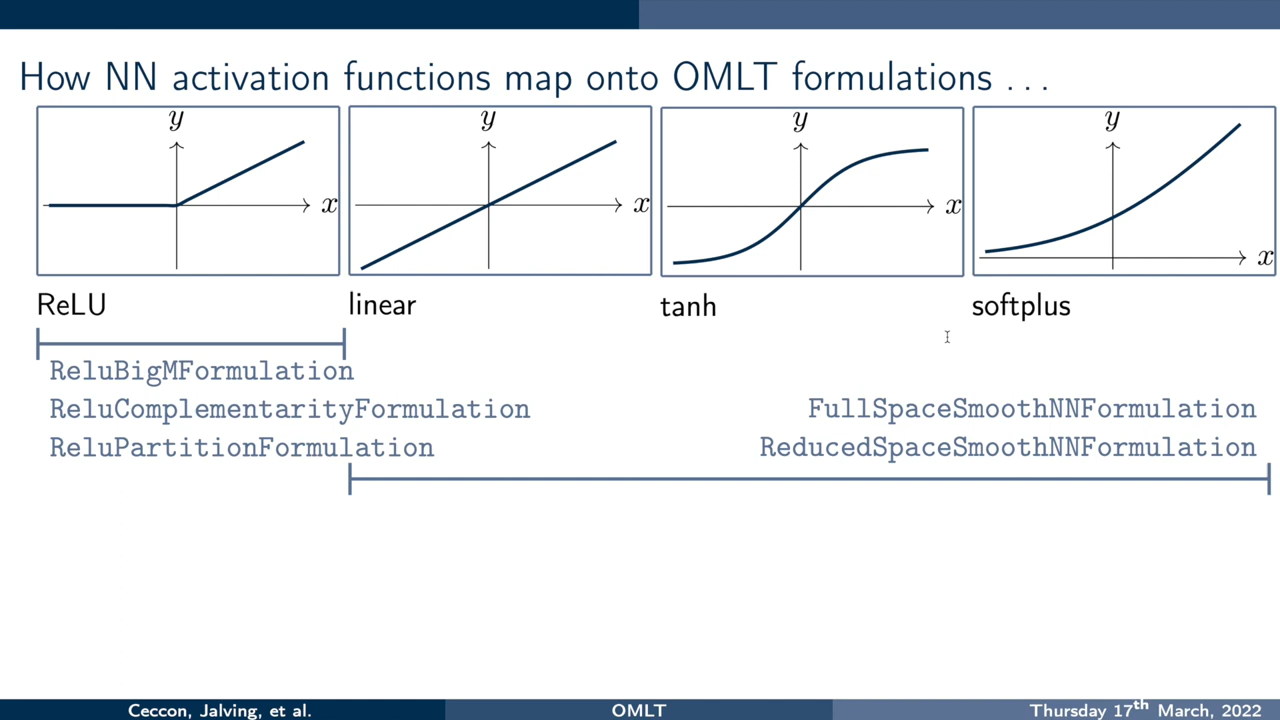 How NN activation functions map onto OMLT formulations ...
y y y y
x x x x
ReLU linear tanh softplus
ReluBigMFormulation
ReluComplementarityFormulation FullSpaceSmoothNNFormulation
ReluPartitionFormulation ReducedSpaceSmoothNNFormulation
Ceccon, Jalving, et al. OMLT Thursday 17th March, 2022